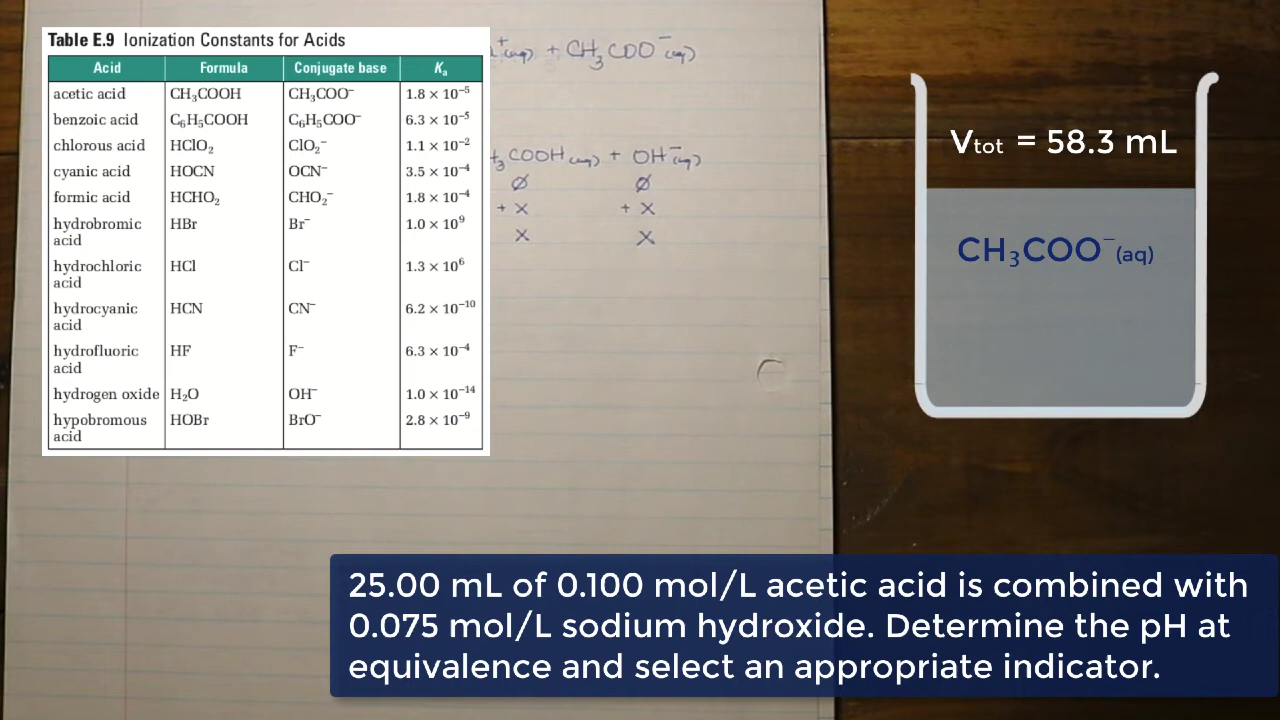 Table E.9 Ionization Constants for Acids
Acid Formula Conjugate base Kₐ
acetic acid CH₃COOH CH₃COO⁻ 1.8 × 10⁻⁵
benzoic acid C₆H₅COOH C₆H₅COO⁻ 6.3 × 10⁻⁵
chlorous acid HClO₂ ClO₂⁻ 1.1 × 10⁻²
cyanic acid HOCN OCN⁻ 3.5 × 10⁻⁴
formic acid HCHO₂ CHO₂⁻ 1.8 × 10⁻⁴
hydrobromic acid HBr Br⁻ 1.0 × 10⁹
hydrochloric acid HCl Cl⁻ 1.3 × 10⁶
hydrocyanic acid HCN CN⁻ 6.2 × 10⁻¹⁰
hydrofluoric acid HF F⁻ 6.3 × 10⁻⁴
hydrogen oxide H₂O OH⁻ 1.0 × 10⁻¹⁴
hypobromous acid HOBr BrO⁻ 2.8 × 10⁻⁹
⁺(aq) + CH₃COO⁻(aq)
₃COOH(aq) + OH⁻(aq)
∅ ∅
+ x + x
x x
Vtot = 58.3 mL
CH₃COO⁻(aq)
25.00 mL of 0.100 mol/L acetic acid is combined with
0.075 mol/L sodium hydroxide. Determine the pH at
equivalence and select an appropriate indicator.